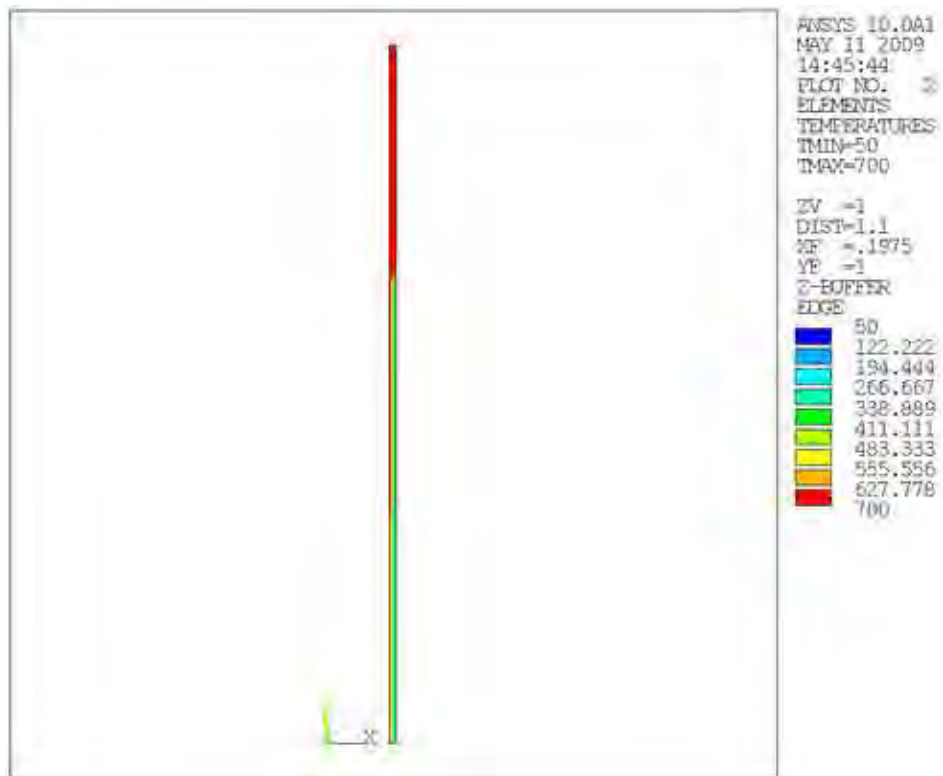 ANSYS 10.0A1
MAY 11 2009
14:45:44
PLOT NO. 2
ELEMENTS
TEMPERATURES
TMIN=50
TMAX=700
ZV =1
DIST=1.1
XF =.1975
YF =1
Z-BUFFER
EDGE
50
122.222
194.444
266.667
338.889
411.111
483.333
555.556
627.778
700
X